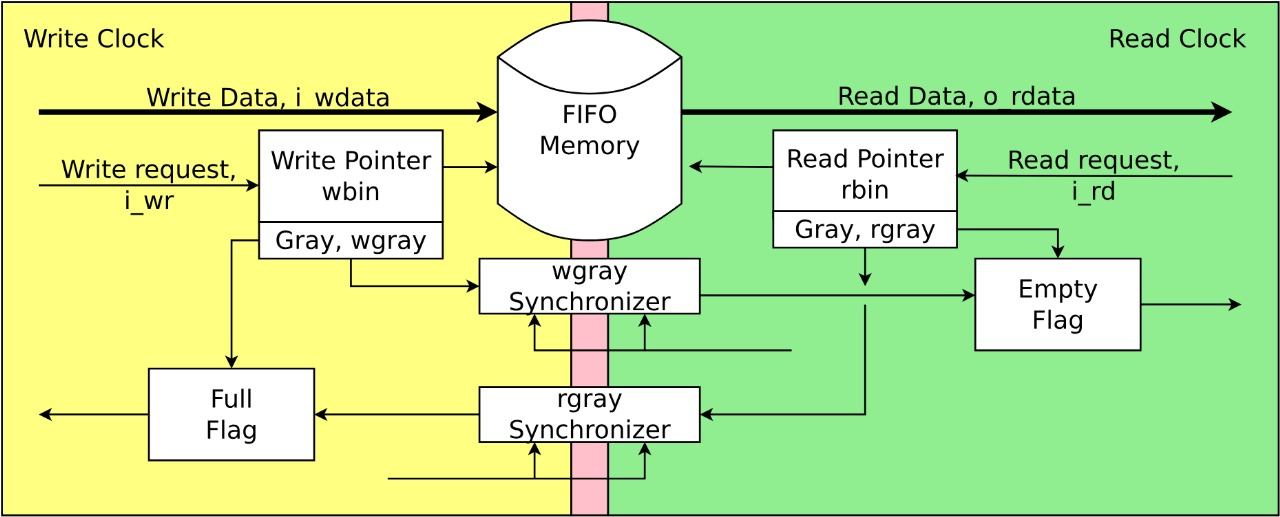 Write Clock
Read Clock
Write Data, i_wdata
FIFO
Memory
Read Data, o_rdata
Write request,
i_wr
Write Pointer
wbin
Gray, wgray
Read Pointer
rbin
Gray, rgray
Read request,
i_rd
wgray
Synchronizer
Empty
Flag
Full
Flag
rgray
Synchronizer